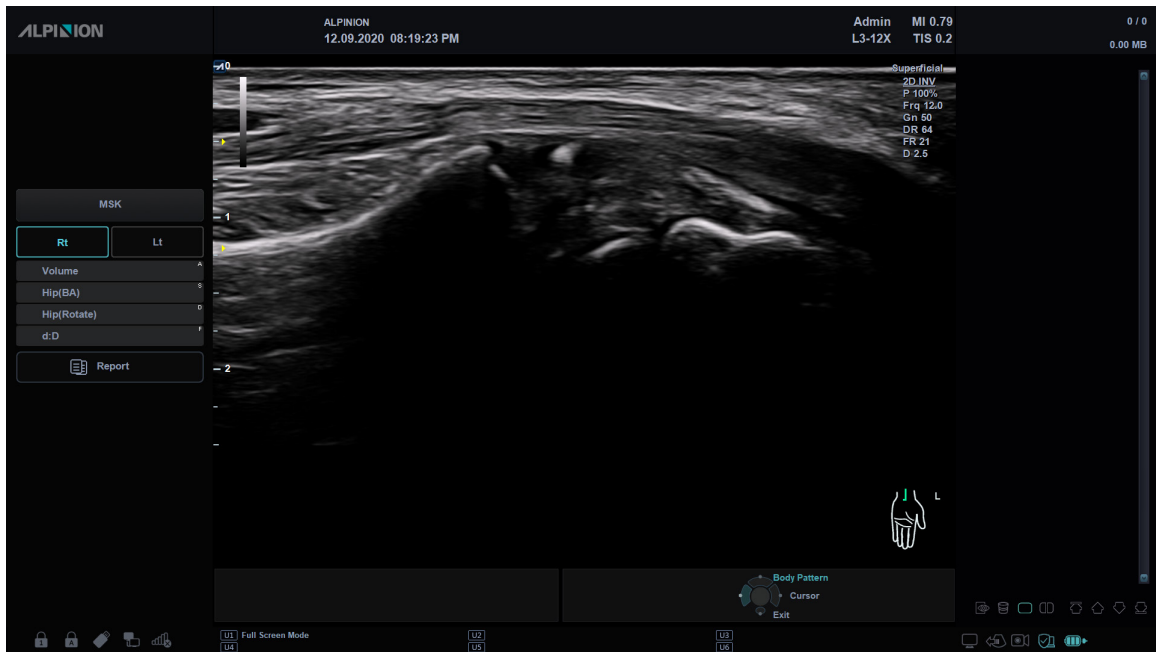 ALPINION
ALPINION
12.09.2020 08:19:23 PM
Admin MI 0.79
L3-12X TIS 0.2
0 / 0
0.00 MB
0
Superficial
2D.INV
P 100%
Frq 12.0
Gn 50
DR 64
FR 21
D 2.5
MSK
1
Rt Lt
Volume A
Hip(BA) S
Hip(Rotate) D
d:D F
Report
2
L
Body Pattern
Cursor
Exit
U1 Full Screen Mode U2 U3
U4 U5 U6